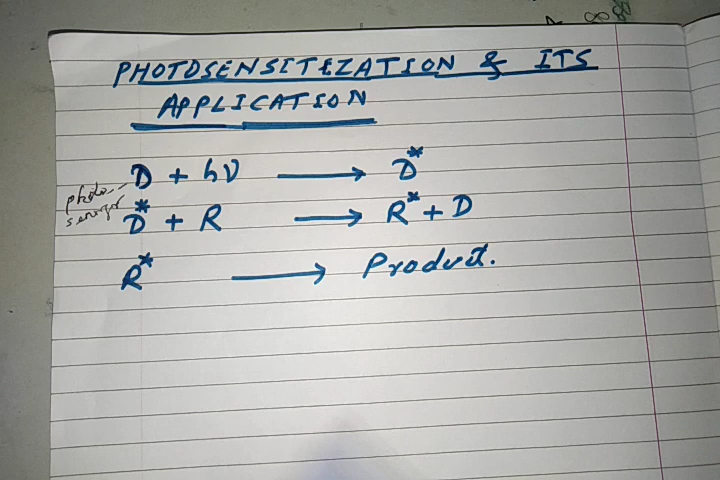 PHOTOSENSITIZATION & ITS
APPLICATION
D + hν ⟶ D*
photo
D* + R ⟶ R* + D
R* ⟶ Product.